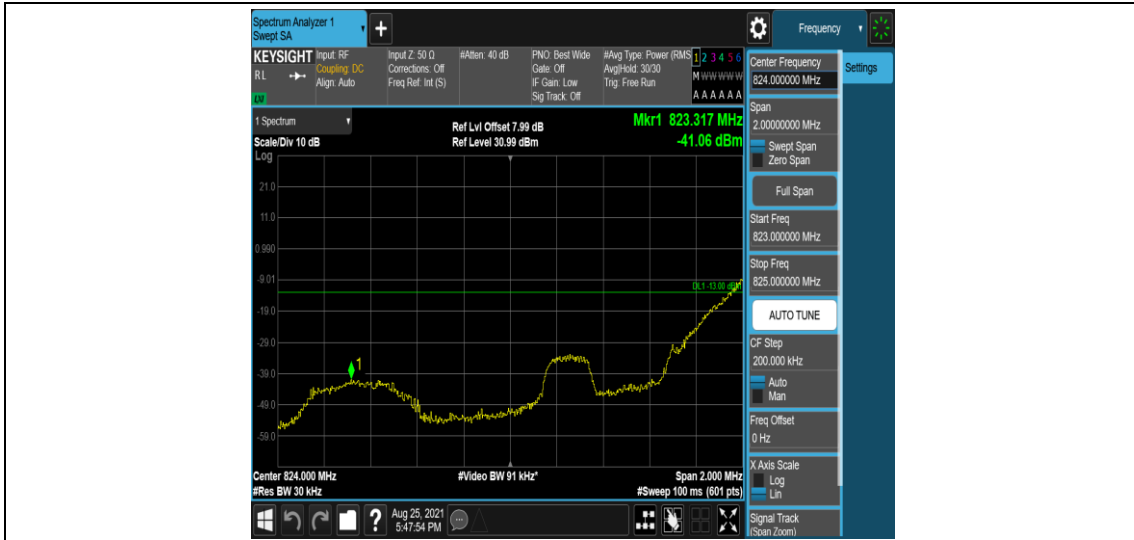 Spectrum Analyzer 1
Swept SA
Frequency
KEYSIGHT
RL
Input: RF
Coupling: DC
Align: Auto
Input Z: 50 Ω
Corrections: Off
Freq Ref: Int (S)
#Atten: 40 dB
PNO: Best Wide
Gate: Off
IF Gain: Low
Sig Track: Off
#Avg Type: Power (RMS
Avg|Hold: 30/30
Trig: Free Run
1 2 3 4 5 6
M W W W W W
A A A A A A
1 Spectrum
Scale/Div 10 dB
Log
Ref Lvl Offset 7.99 dB
Ref Level 30.99 dBm
Mkr1 823.317 MHz
-41.06 dBm
21.0
11.0
0.990
-9.01
DL1 -13.00 dBm
-19.0
-29.0
-39.0
1
-49.0
-59.0
Center 824.000 MHz
#Res BW 30 kHz
#Video BW 91 kHz*
Span 2.000 MHz
#Sweep 100 ms (601 pts)
Aug 25, 2021
5:47:54 PM
Center Frequency
824.000000 MHz
Settings
Span
2.00000000 MHz
Swept Span
Zero Span
Full Span
Start Freq
823.000000 MHz
Stop Freq
825.000000 MHz
AUTO TUNE
CF Step
200.000 kHz
Auto
Man
Freq Offset
0 Hz
X Axis Scale
Log
Lin
Signal Track
(Span Zoom)